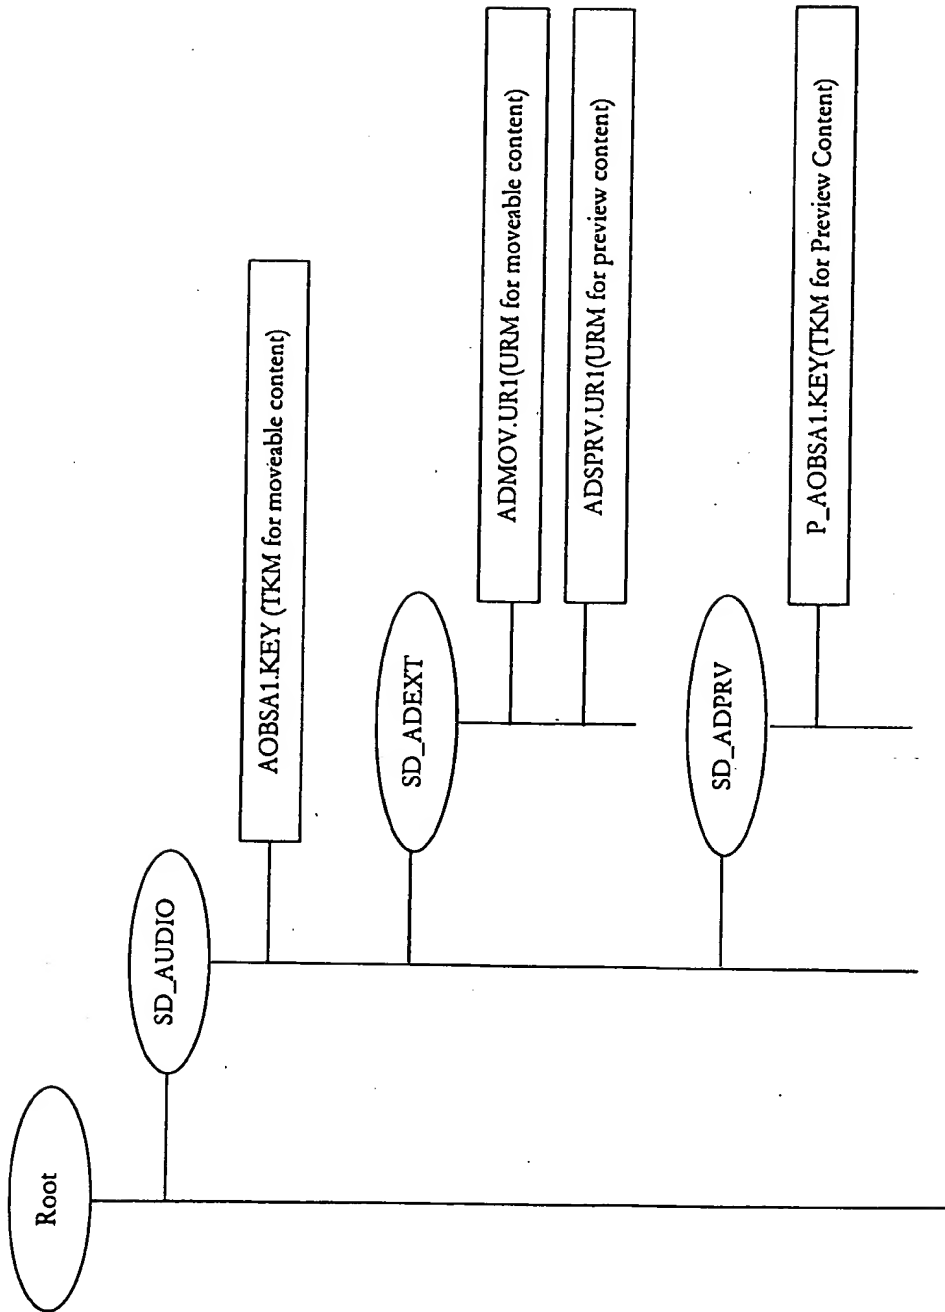 Root
SD_AUDIO
AOBSA1.KEY (TKM for moveable content)
SD_ADEXT
ADMOV.UR1(URM for moveable content)
ADSPRV.UR1(URM for preview content)
SD_ADPRV
P_AOBSA1.KEY(TKM for Preview Content)